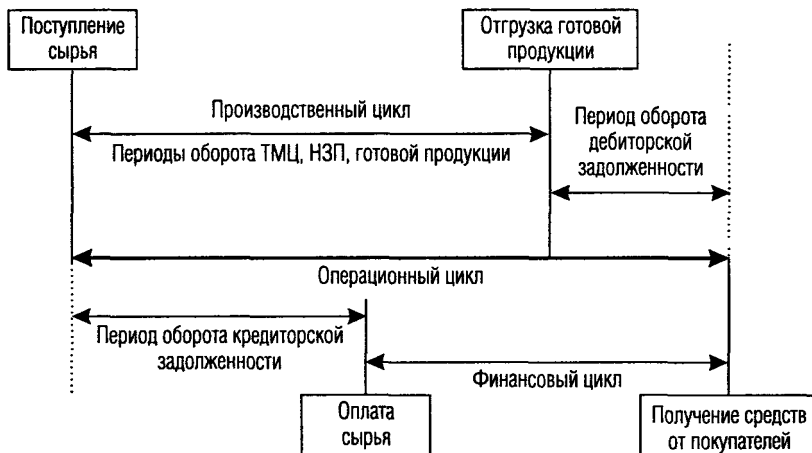 Поступление
сырья
Отгрузка готовой
продукции
Производственный цикл
Периоды оборота ТМЦ, НЗП, готовой продукции
Период оборота
дебиторской
задолженности
Операционный цикл
Период оборота кредиторской
задолженности
Финансовый цикл
Оплата
сырья
Получение средств
от покупателей